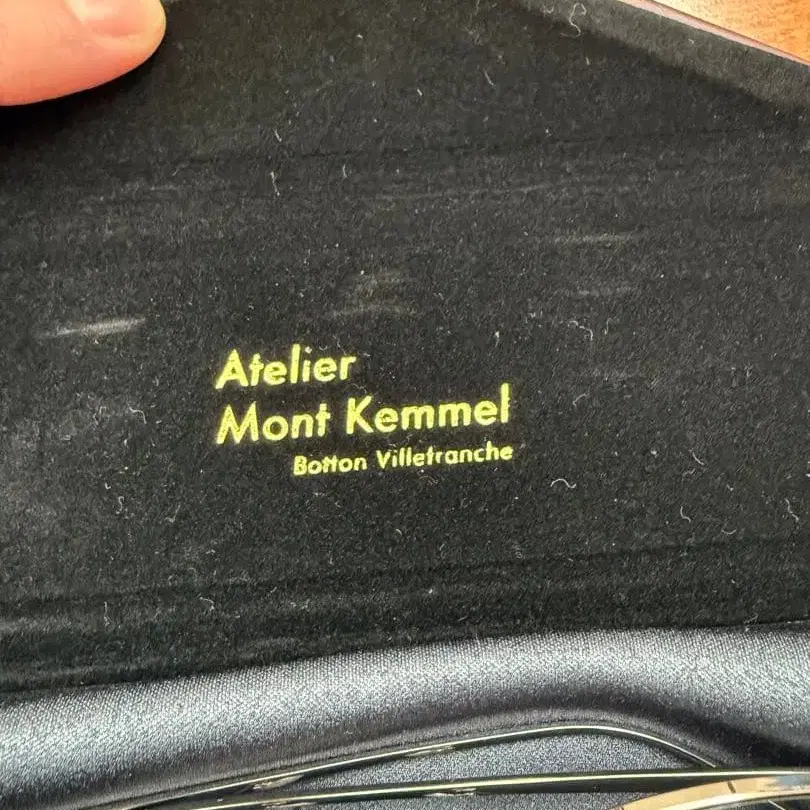 Atelier
Mont Kemmel
Botton Villefranche